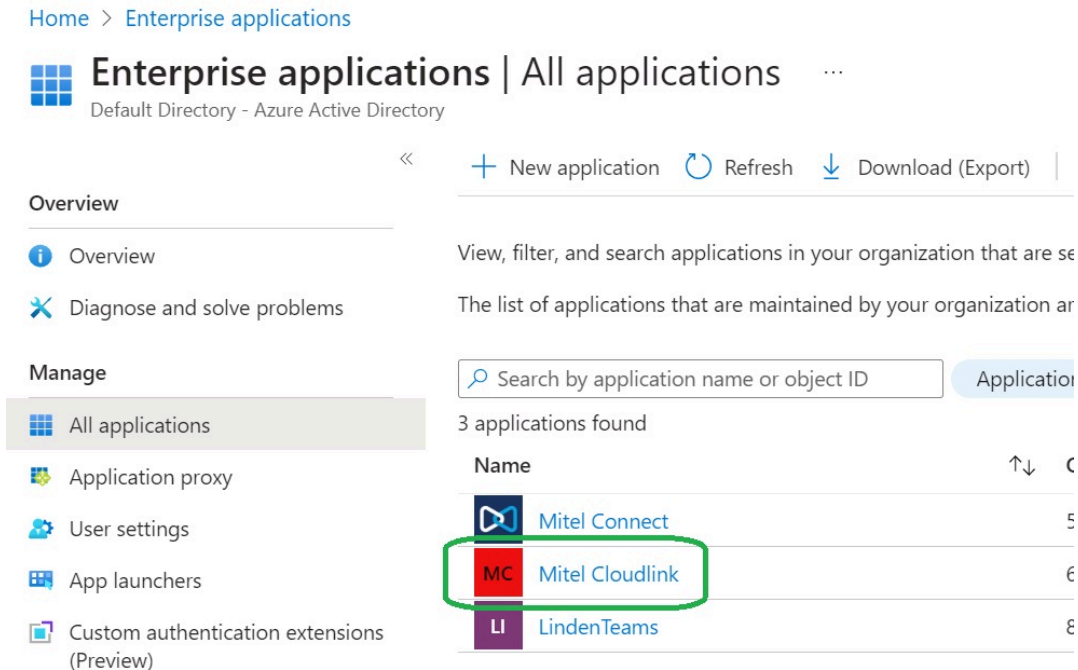 Home > Enterprise applications
Enterprise applications | All applications ...
Default Directory - Azure Active Directory
«
Overview
Overview
Diagnose and solve problems
Manage
All applications
Application proxy
User settings
App launchers
Custom authentication extensions
(Preview)
+ New application Refresh Download (Export)
View, filter, and search applications in your organization that are
The list of applications that are maintained by your organization
Search by application name or object ID
3 applications found
Name ↑↓
Mitel Connect 5
MC Mitel Cloudlink 6
LI LindenTeams 8